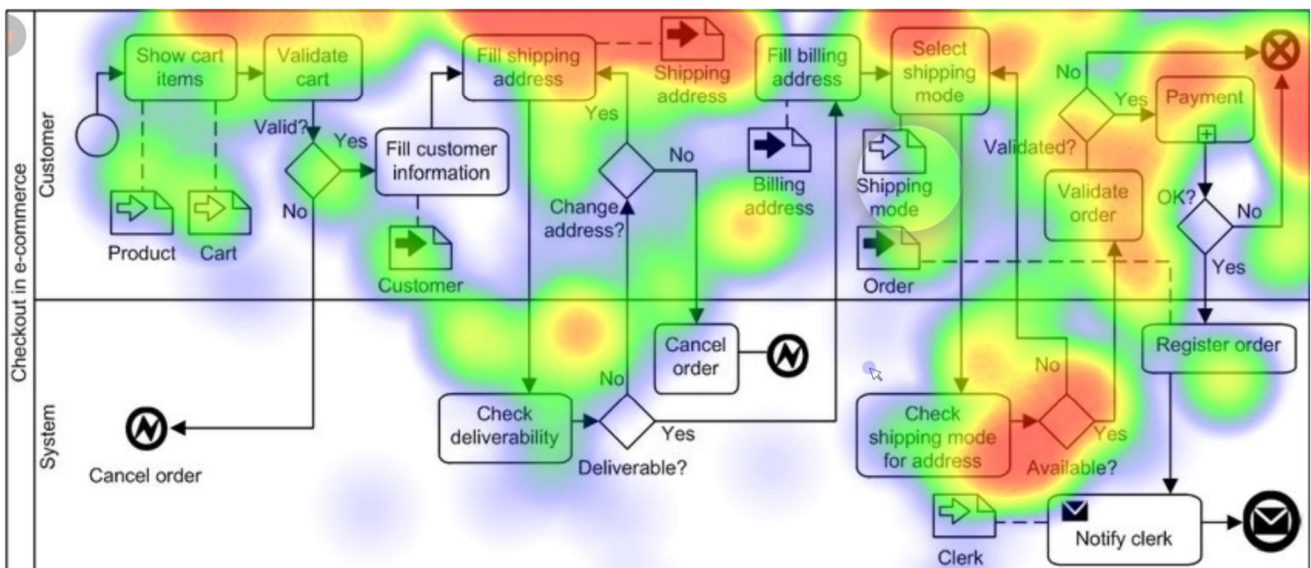 Checkout in e-commerce
Customer
Show cart
items
Validate
cart
Fill shipping
address
Shipping
address
Fill billing
address
Select
shipping
mode
No
Yes
Payment
Valid?
Yes
No
Fill customer
information
Yes
No
Change
address?
Billing
address
Shipping
mode
Validated?
Validate
order
OK?
No
Yes
Product
Cart
Customer
Order
System
Cancel order
Check
deliverability
No
Yes
Deliverable?
Cancel
order
Check
shipping mode
for address
No
Yes
Available?
Register order
Clerk
Notify clerk